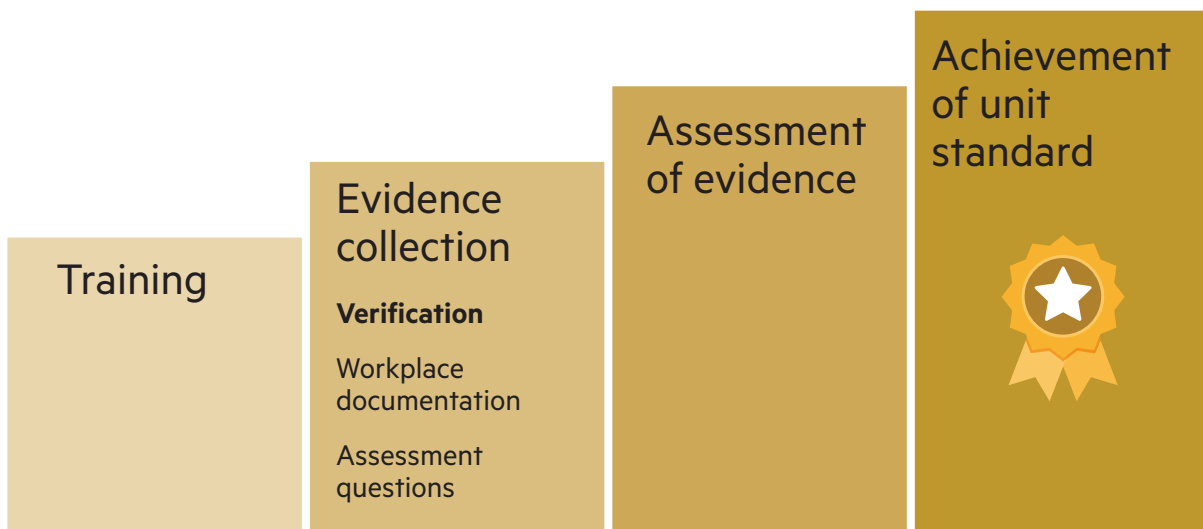 Training
Evidence
collection
Verification
Workplace
documentation
Assessment
questions
Assessment
of evidence
Achievement
of unit
standard